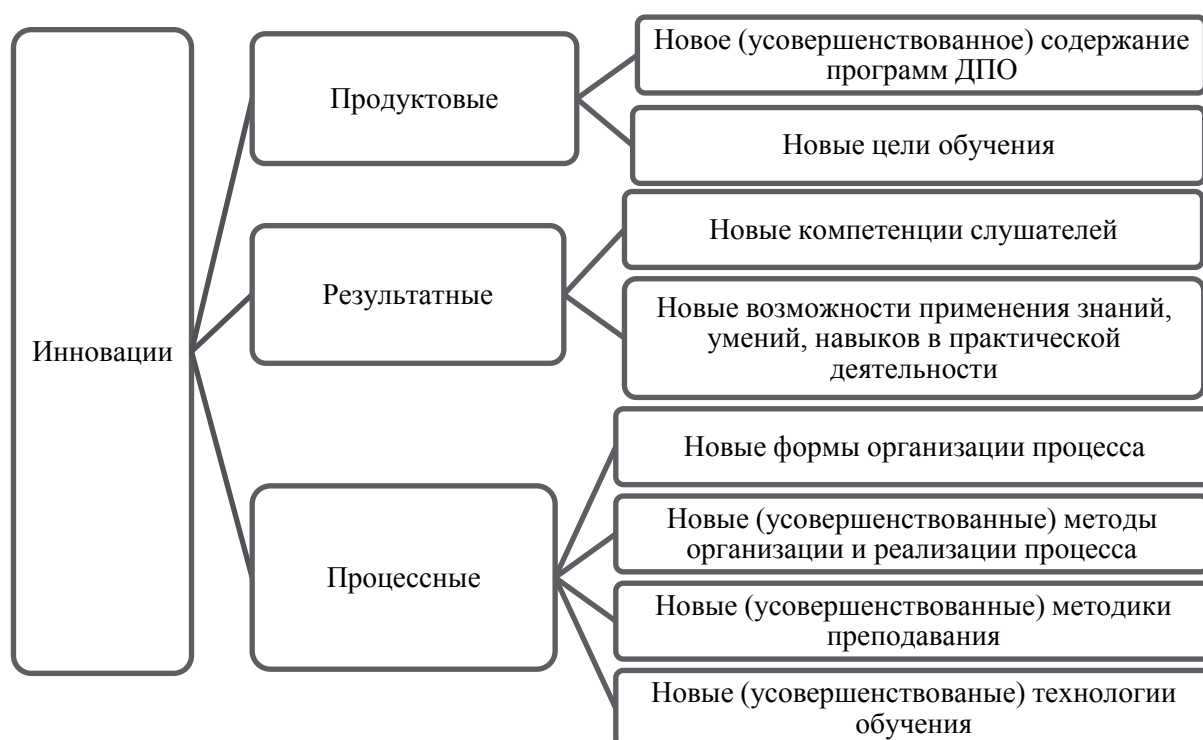 Инновации
Продуктовые
Новое (усовершенствованное) содержание
программ ДПО
Новые цели обучения
Результатные
Новые компетенции слушателей
Новые возможности применения знаний,
умений, навыков в практической
деятельности
Процессные
Новые формы организации процесса
Новые (усовершенствованные) методы
организации и реализации процесса
Новые (усовершенствованные) методики
преподавания
Новые (усовершенствованые) технологии
обучения